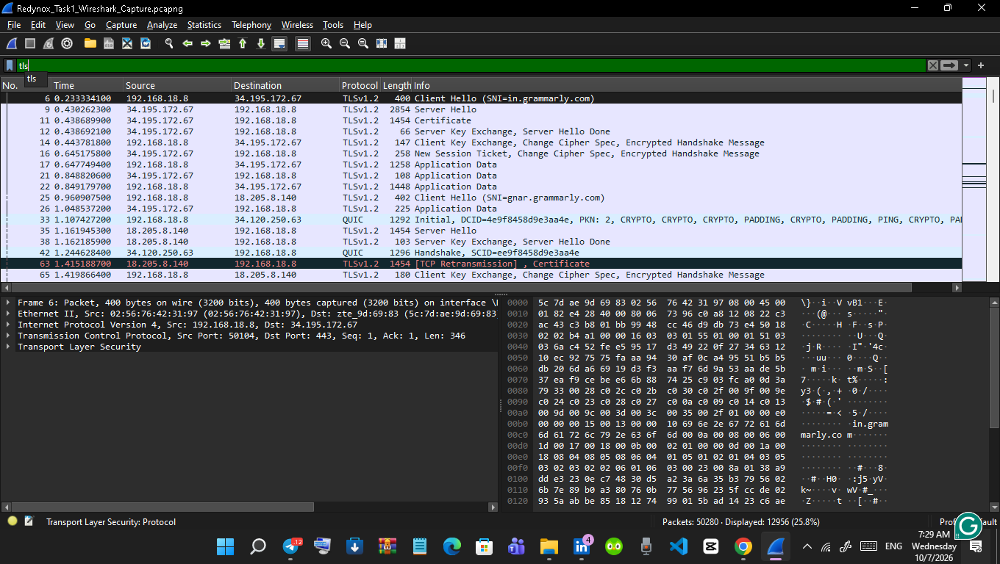 Redynox_Task1_Wireshark_Capture.pcapng
File Edit View Go Capture Analyze Statistics Telephony Wireless Tools Help
tls
tls
No. Time Source Destination Protocol Length Info
6 0.233334100 192.168.18.8 34.195.172.67 TLSv1.2 400 Client Hello (SNI=in.grammarly.com)
9 0.430262300 34.195.172.67 192.168.18.8 TLSv1.2 2854 Server Hello
11 0.438689900 34.195.172.67 192.168.18.8 TLSv1.2 1454 Certificate
12 0.438692100 34.195.172.67 192.168.18.8 TLSv1.2 66 Server Key Exchange, Server Hello Done
14 0.443781800 192.168.18.8 34.195.172.67 TLSv1.2 147 Client Key Exchange, Change Cipher Spec, Encrypted Handshake Message
16 0.645175800 34.195.172.67 192.168.18.8 TLSv1.2 258 New Session Ticket, Change Cipher Spec, Encrypted Handshake Message
17 0.647749400 192.168.18.8 34.195.172.67 TLSv1.2 1258 Application Data
21 0.848820600 34.195.172.67 192.168.18.8 TLSv1.2 108 Application Data
22 0.849179700 34.195.172.67 192.168.18.8 TLSv1.2 1448 Application Data
25 0.960907500 192.168.18.8 18.205.8.140 TLSv1.2 402 Client Hello (SNI=gnar.grammarly.com)
26 1.048537200 192.168.18.8 34.195.172.67 TLSv1.2 225 Application Data
33 1.107427200 192.168.18.8 34.120.250.63 QUIC 1292 Initial, DCID=4e9f8458d9e3aa4e, PKN: 2, CRYPTO, CRYPTO, CRYPTO, PADDING, CRYPTO, PADDING, PING, CRYPTO, PA
35 1.161945300 18.205.8.140 192.168.18.8 TLSv1.2 1454 Server Hello
38 1.162185900 18.205.8.140 192.168.18.8 TLSv1.2 103 Server Key Exchange, Server Hello Done
42 1.244628400 34.120.250.63 192.168.18.8 QUIC 1296 Handshake, SCID=ee9f8458d9e3aa4e
63 1.415188700 18.205.8.140 192.168.18.8 TLSv1.2 1454 [TCP Retransmission] , Certificate
65 1.419866400 192.168.18.8 18.205.8.140 TLSv1.2 180 Client Key Exchange, Change Cipher Spec, Encrypted Handshake Message
Frame 6: Packet, 400 bytes on wire (3200 bits), 400 bytes captured (3200 bits) on interface \
Ethernet II, Src: 02:56:76:42:31:97 (02:56:76:42:31:97), Dst: zte_9d:69:83 (5c:7d:ae:9d:69:83
Internet Protocol Version 4, Src: 192.168.18.8, Dst: 34.195.172.67
Transmission Control Protocol, Src Port: 50104, Dst Port: 443, Seq: 1, Ack: 1, Len: 346
Transport Layer Security
0000 5c 7d ae 9d 69 83 02 56 76 42 31 97 08 00 45 00 \}··i··V vB1···E·
0010 01 82 e4 28 40 00 80 06 73 96 c0 a8 12 08 22 c3 ···(@··· s·····"·
0020 ac 43 c3 b8 01 bb 99 48 cc 46 d9 db 73 e4 50 18 ·C·····H ·F··s·P·
0030 02 02 b4 a1 00 00 16 03 03 01 55 01 00 01 51 03 ········ ··U···Q·
0040 03 6a c4 52 fe e5 95 17 d3 49 22 0f 27 34 63 12 ·j·R···· ·I"·'4c·
0050 10 ec 92 75 75 fa aa 94 30 af 0c a4 95 51 b5 b5 ···uu··· 0····Q··
0060 db 20 6d a6 69 19 d3 f3 aa f7 6d 9a 53 aa de 5b · m·i··· ··m·S··[
0070 37 ea f9 ce be e6 6b 88 74 25 c9 03 fc a0 0d 3a 7·····k· t%·····:
0080 79 33 00 28 c0 2c c0 2b c0 30 c0 2f 00 9f 00 9e y3·(·,·+ ·0·/····
0090 c0 24 c0 23 c0 28 c0 27 c0 0a c0 09 c0 14 c0 13 ·$·#·(·' ········
00a0 00 9d 00 9c 00 3d 00 3c 00 35 00 2f 01 00 00 e0 ·····=·< ·5·/····
00b0 00 00 00 15 00 13 00 00 10 69 6e 2e 67 72 61 6d ········ ·in.gram
00c0 6d 61 72 6c 79 2e 63 6f 6d 00 0a 00 08 00 06 00 marly.co m·······
00d0 1d 00 17 00 18 00 0b 00 02 01 00 00 0d 00 1a 00 ········ ········
00e0 18 08 04 08 05 08 06 04 01 05 01 02 01 04 03 05 ········ ········
00f0 03 02 03 02 02 06 01 06 03 00 23 00 8a 01 38 a9 ········ ··#···8·
0100 dd e3 23 0e c7 48 30 d5 a2 3a 6a 35 b3 79 56 02 ··#··H0· ·:j5·yV·
0110 6b 7e 89 b0 a3 80 76 0b 77 56 96 23 5f cc de 02 k~····v· wV·#_···
0120 93 5a ab be 85 18 12 74 99 01 5b ad 14 23 c6 ae ·Z·····t ··[··#··
Transport Layer Security: Protocol
Packets: 50280 · Displayed: 12956 (25.8%)
ault
12
4
ENG
7:29 AM
Wednesday
10/7/2026